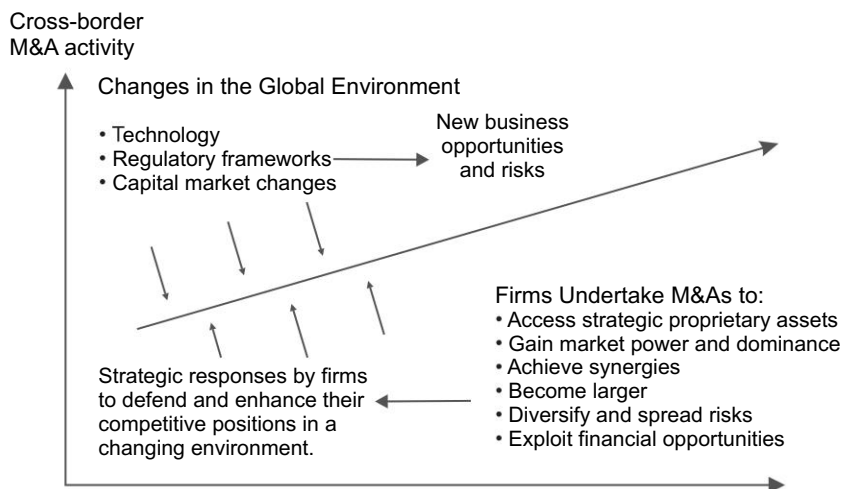 Cross-border
M&A activity
Changes in the Global Environment
• Technology
• Regulatory frameworks
• Capital market changes
New business
opportunities
and risks
Firms Undertake M&As to:
• Access strategic proprietary assets
• Gain market power and dominance
• Achieve synergies
• Become larger
• Diversify and spread risks
• Exploit financial opportunities
Strategic responses by firms
to defend and enhance their
competitive positions in a
changing environment.